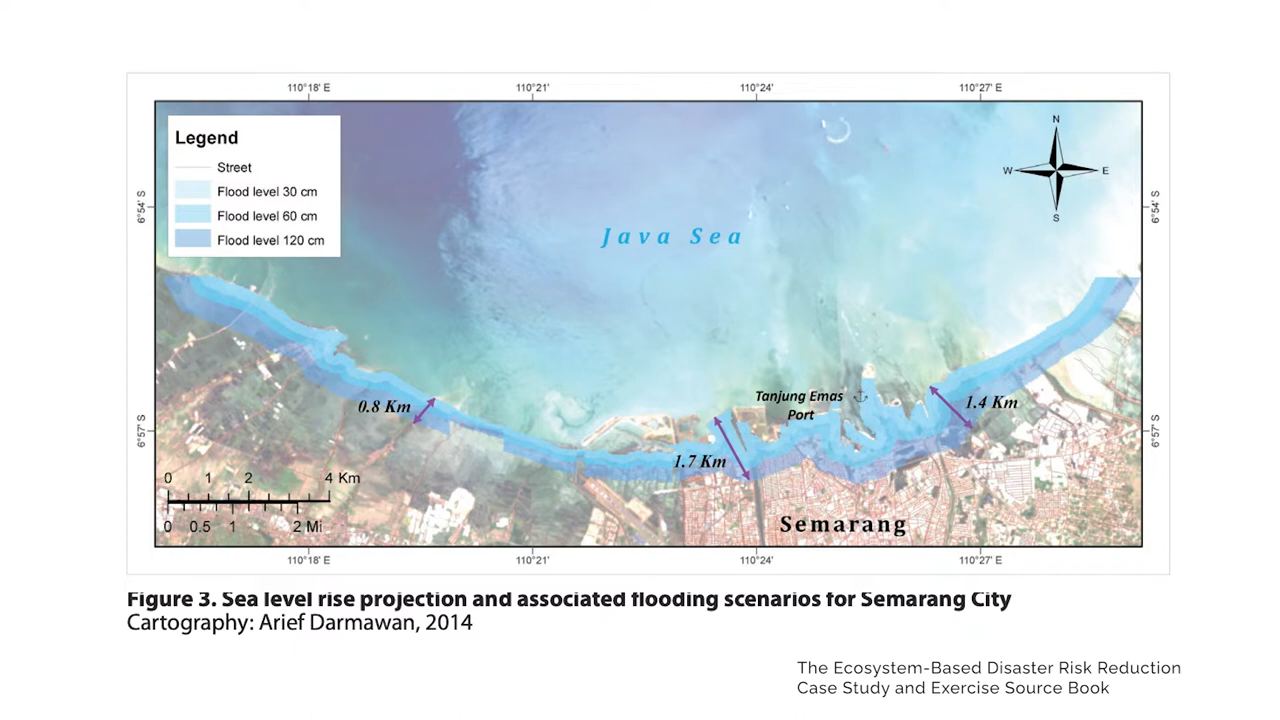 110°18' E
110°21'
110°24'
110°27' E
Legend
Street
Flood level 30 cm
Flood level 60 cm
Flood level 120 cm
N
W
E
S
6°54' S
6°54' S
Java Sea
0.8 Km
Tanjung Emas
Port
1.4 Km
6°57' S
6°57' S
1.7 Km
0 1 2 4 Km
0 0.5 1 2 Mi
Semarang
110°18' E
110°21'
110°24'
110°27' E
Figure 3. Sea level rise projection and associated flooding scenarios for Semarang City
Cartography: Arief Darmawan, 2014
The Ecosystem-Based Disaster Risk Reduction
Case Study and Exercise Source Book